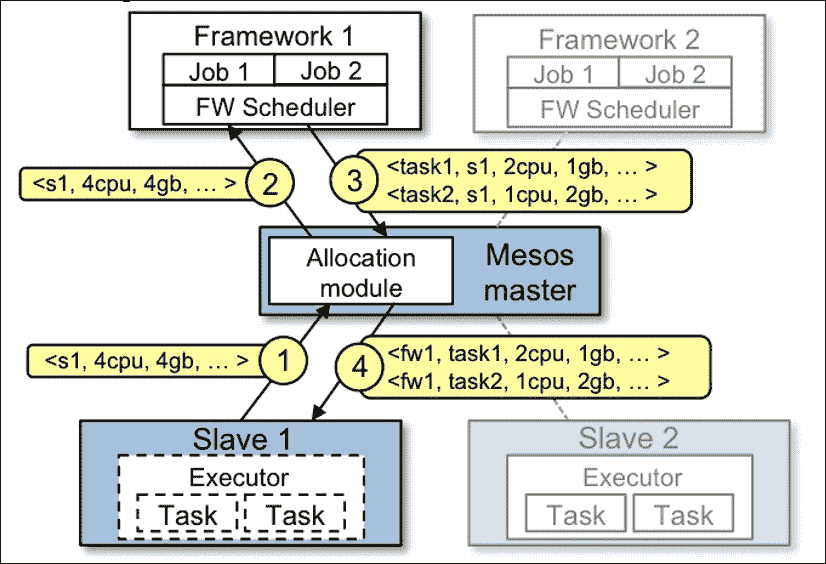 Framework 1
Job 1 Job 2
FW Scheduler
Framework 2
Job 1 Job 2
FW Scheduler
<s1, 4cpu, 4gb, … >
2
3
<task1, s1, 2cpu, 1gb, … >
<task2, s1, 1cpu, 2gb, … >
Allocation
module
Mesos
master
<s1, 4cpu, 4gb, … >
1
4
<fw1, task1, 2cpu, 1gb, … >
<fw1, task2, 1cpu, 2gb, … >
Slave 1
Executor
Task Task
Slave 2
Executor
Task Task